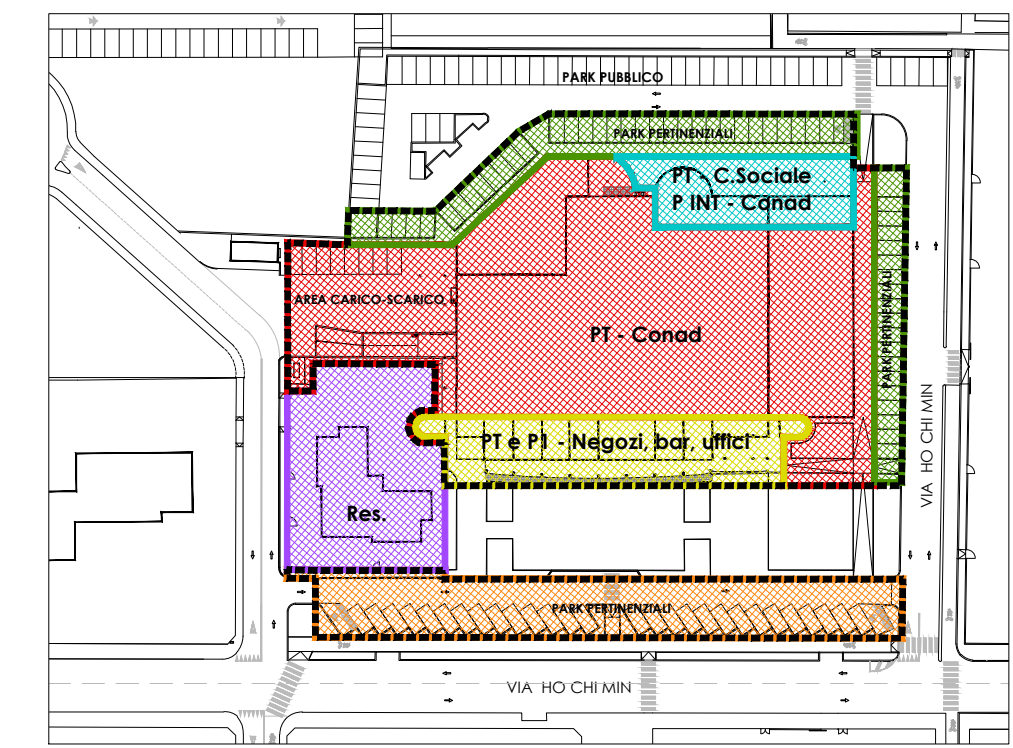 PARK PUBBLICO
PARK PERTINENZIALI
PT - C.Sociale
P INT - Conad
AREA CARICO-SCARICO
PT - Conad
PARK PERTINENZIALI
VIA HO CHI MIN
PT e P1 - Negozi, bar, uffici
Res.
PARK PERTINENZIALI
VIA HO CHI MIN